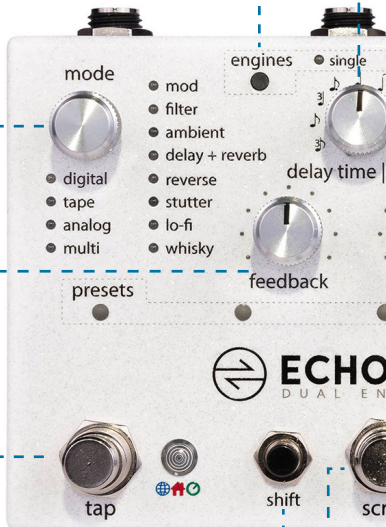 engines
single
mode
mod
filter
ambient
delay + reverb
delay time |
digital
reverse
tape
stutter
analog
lo-fi
multi
whisky
feedback
presets
ECHO
DUAL EN
tap
shift
scr